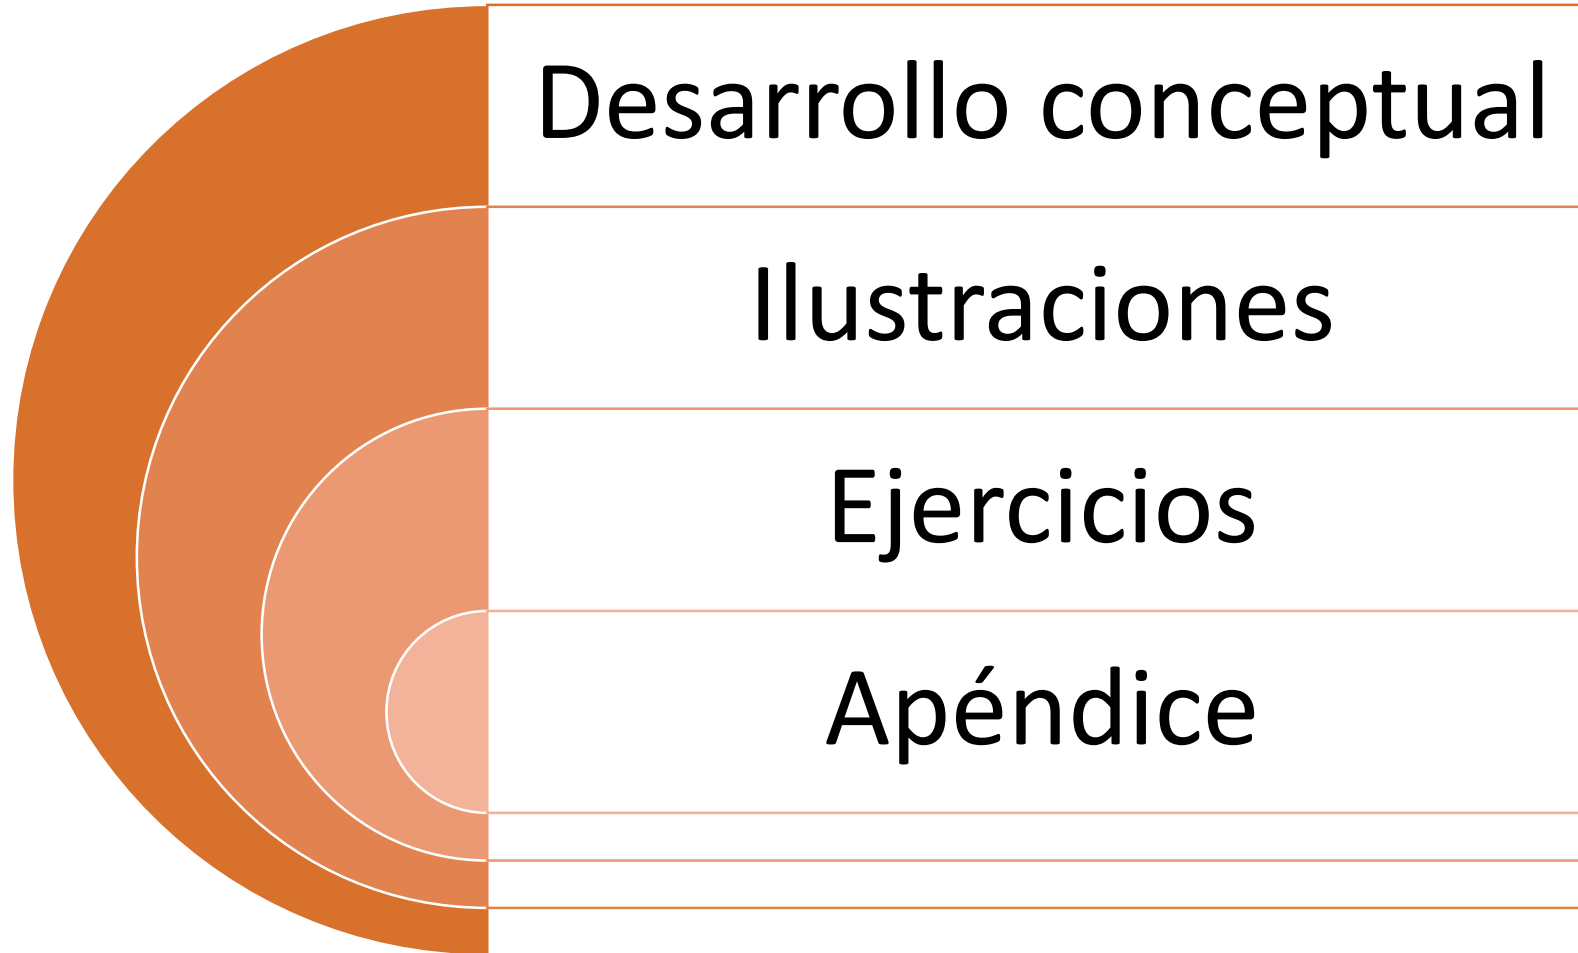 Desarrollo conceptual
Ilustraciones
Ejercicios
Apéndice